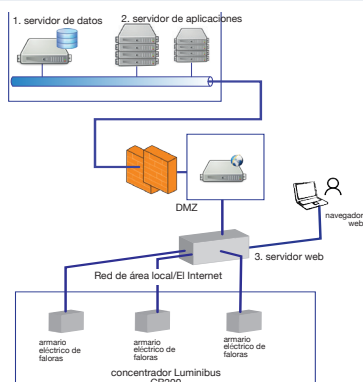 1. servidor de datos
2. servidor de aplicaciones
DMZ
navegador
web
3. servidor web
Red de área local/El Internet
armario
eléctrico de
faloras
armario
eléctrico de
faloras
armario
eléctrico de
faloras
concentrador Luminibus